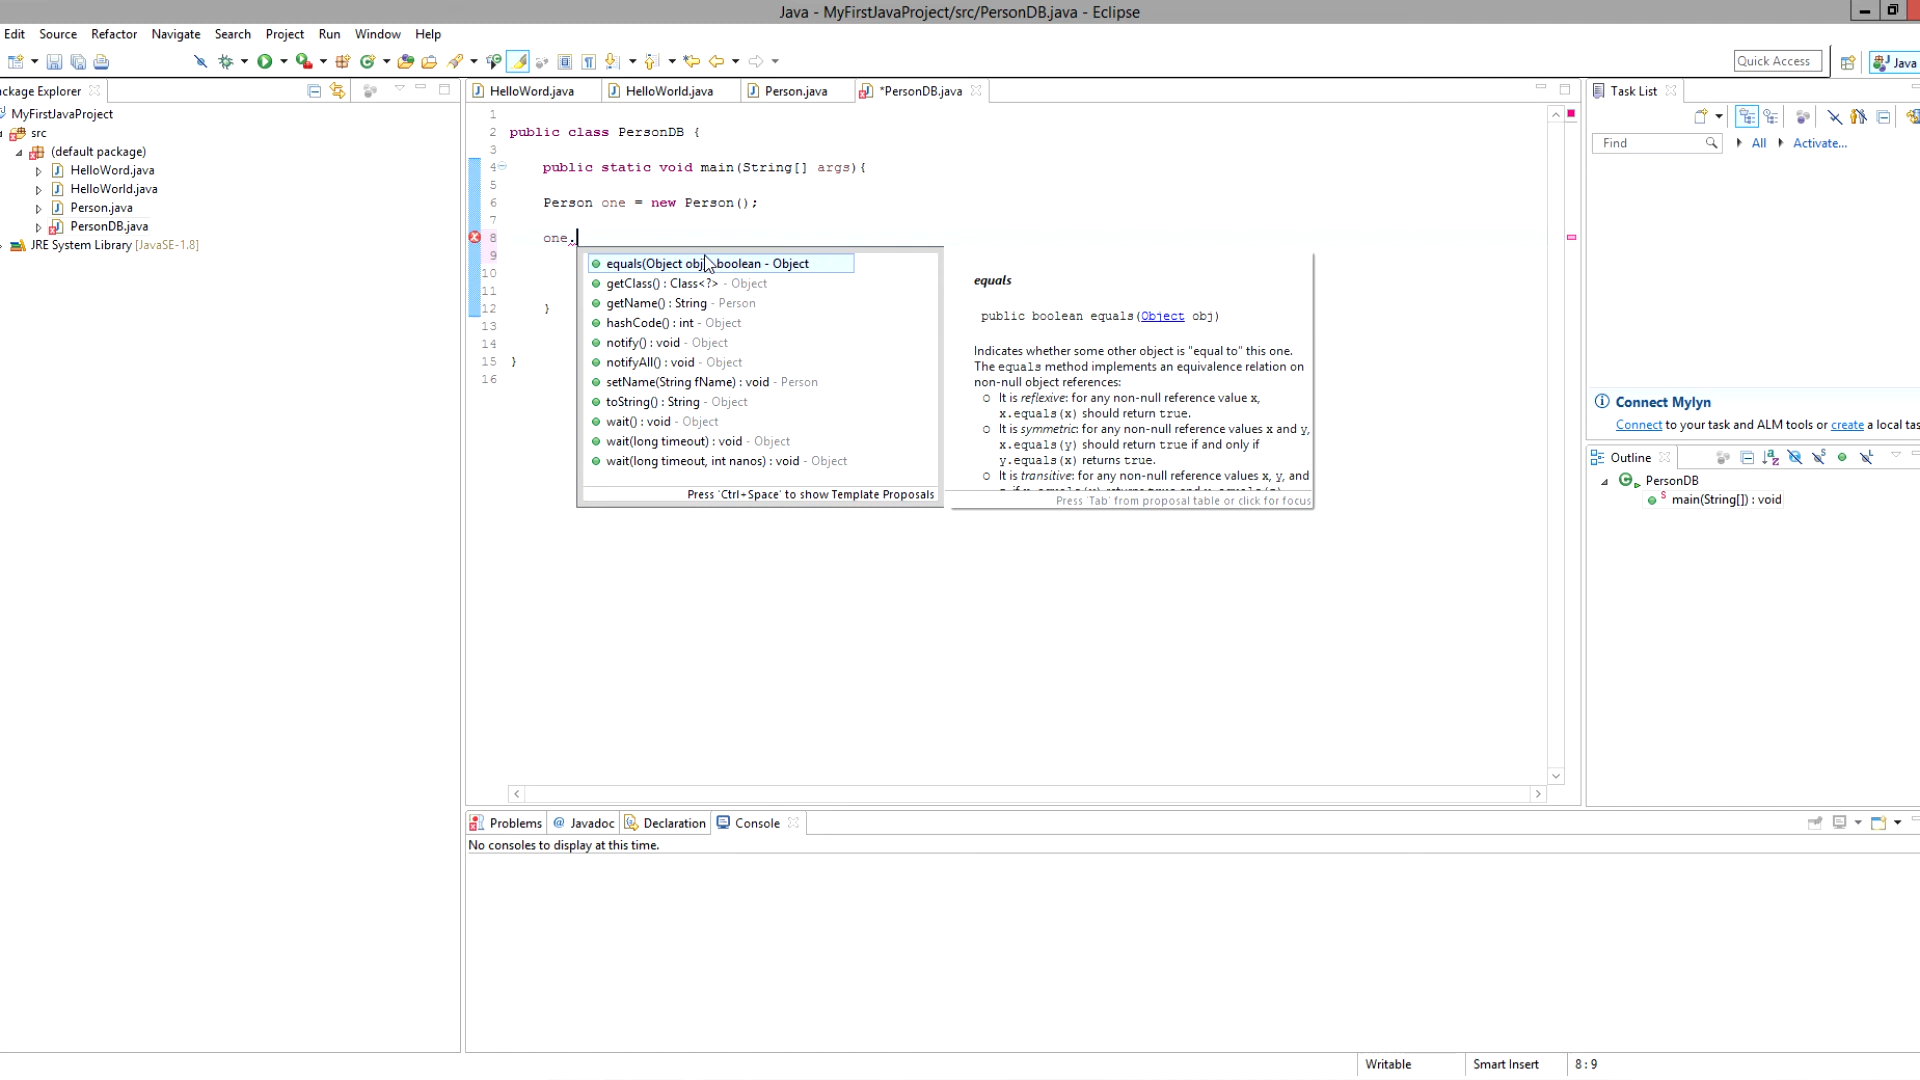 Java - MyFirstJavaProject/src/PersonDB.java - Eclipse
Edit Source Refactor Navigate Search Project Run Window Help
Quick Access
Java
ackage Explorer
MyFirstJavaProject
src
(default package)
HelloWord.java
HelloWorld.java
Person.java
PersonDB.java
JRE System Library [JavaSE-1.8]
HelloWord.java HelloWorld.java Person.java *PersonDB.java
1
2 public class PersonDB {
3
4 public static void main(String[] args){
5
6 Person one = new Person();
7
8 one.
9
10
11
12 }
13
14
15 }
16
equals(Object obj) boolean - Object
getClass() : Class<?> - Object
getName() : String - Person
hashCode() : int - Object
notify() : void - Object
notifyAll() : void - Object
setName(String fName) : void - Person
toString() : String - Object
wait() : void - Object
wait(long timeout) : void - Object
wait(long timeout, int nanos) : void - Object
Press 'Ctrl+Space' to show Template Proposals
equals
public boolean equals(Object obj)
Indicates whether some other object is "equal to" this one.
The equals method implements an equivalence relation on
non-null object references:
It is reflexive: for any non-null reference value x,
x.equals(x) should return true.
It is symmetric: for any non-null reference values x and y,
x.equals(y) should return true if and only if
y.equals(x) returns true.
It is transitive: for any non-null reference values x, y, and
Press 'Tab' from proposal table or click for focus
Task List
Find All Activate...
Connect Mylyn
Connect to your task and ALM tools or create a local tas
Outline
PersonDB
main(String[]) : void
Problems @ Javadoc Declaration Console
No consoles to display at this time.
Writable Smart Insert 8 : 9